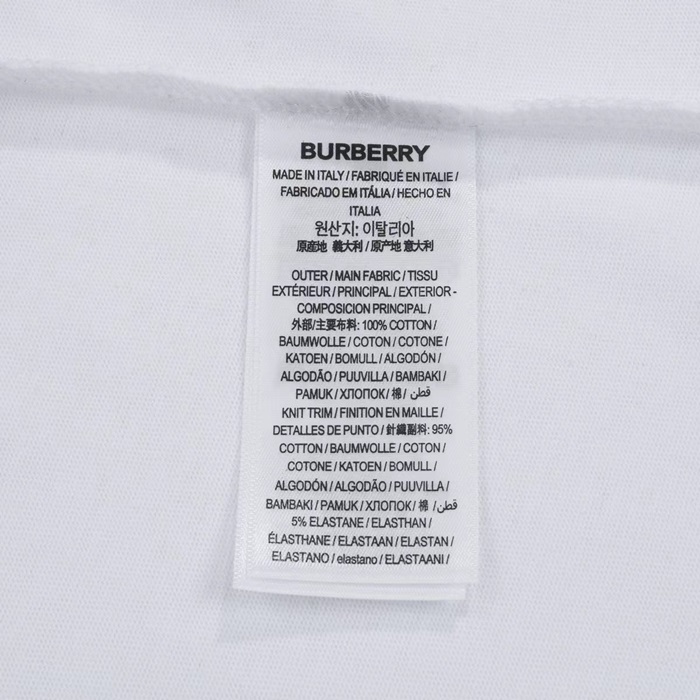 BURBERRY
MADE IN ITALY / FABRIQUÉ EN ITALIE /
FABRICADO EM ITÁLIA / HECHO EN
ITALIA
원산지: 이탈리아
原産地 義大利 / 原产地 意大利
OUTER / MAIN FABRIC / TISSU
EXTÉRIEUR / PRINCIPAL / EXTERIOR -
COMPOSICION PRINCIPAL /
外部/主要布料: 100% COTTON /
BAUMWOLLE / COTON / COTONE /
KATOEN / BOMULL / ALGODÓN /
ALGODÃO / PUUVILLA / BAMBAKI /
PAMUK / ХЛОПОК / 棉 / قطن
KNIT TRIM / FINITION EN MAILLE /
DETALLES DE PUNTO / 針織副料: 95%
COTTON / BAUMWOLLE / COTON /
COTONE / KATOEN / BOMULL /
ALGODÓN / ALGODÃO / PUUVILLA /
BAMBAKI / PAMUK / ХЛОПОК / 棉 / قطن
5% ELASTANE / ELASTHAN /
ÉLASTHANE / ELASTAAN / ELASTAN /
ELASTANO / elastano / ELASTAANI /